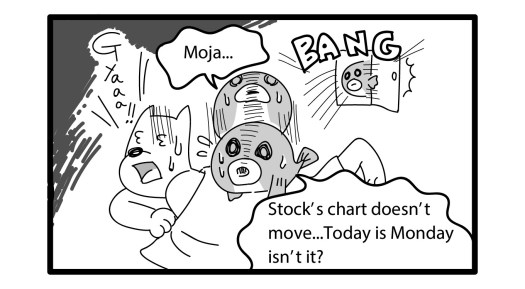 Gyaaa!!
Moja...
BANG
Stock's chart doesn't
move...Today is Monday
isn't it?